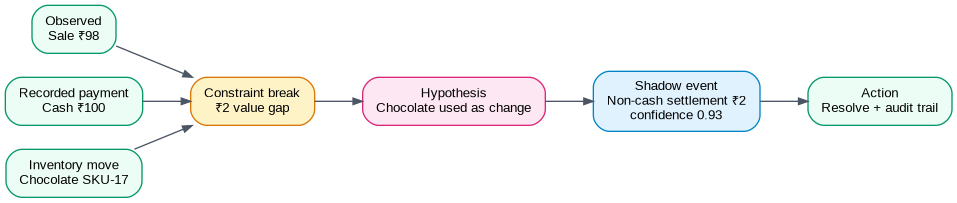 Observed
Sale ₹98
Recorded payment
Cash ₹100
Inventory move
Chocolate SKU-17
Constraint break
₹2 value gap
Hypothesis
Chocolate used as change
Shadow event
Non-cash settlement ₹2
confidence 0.93
Action
Resolve + audit trail